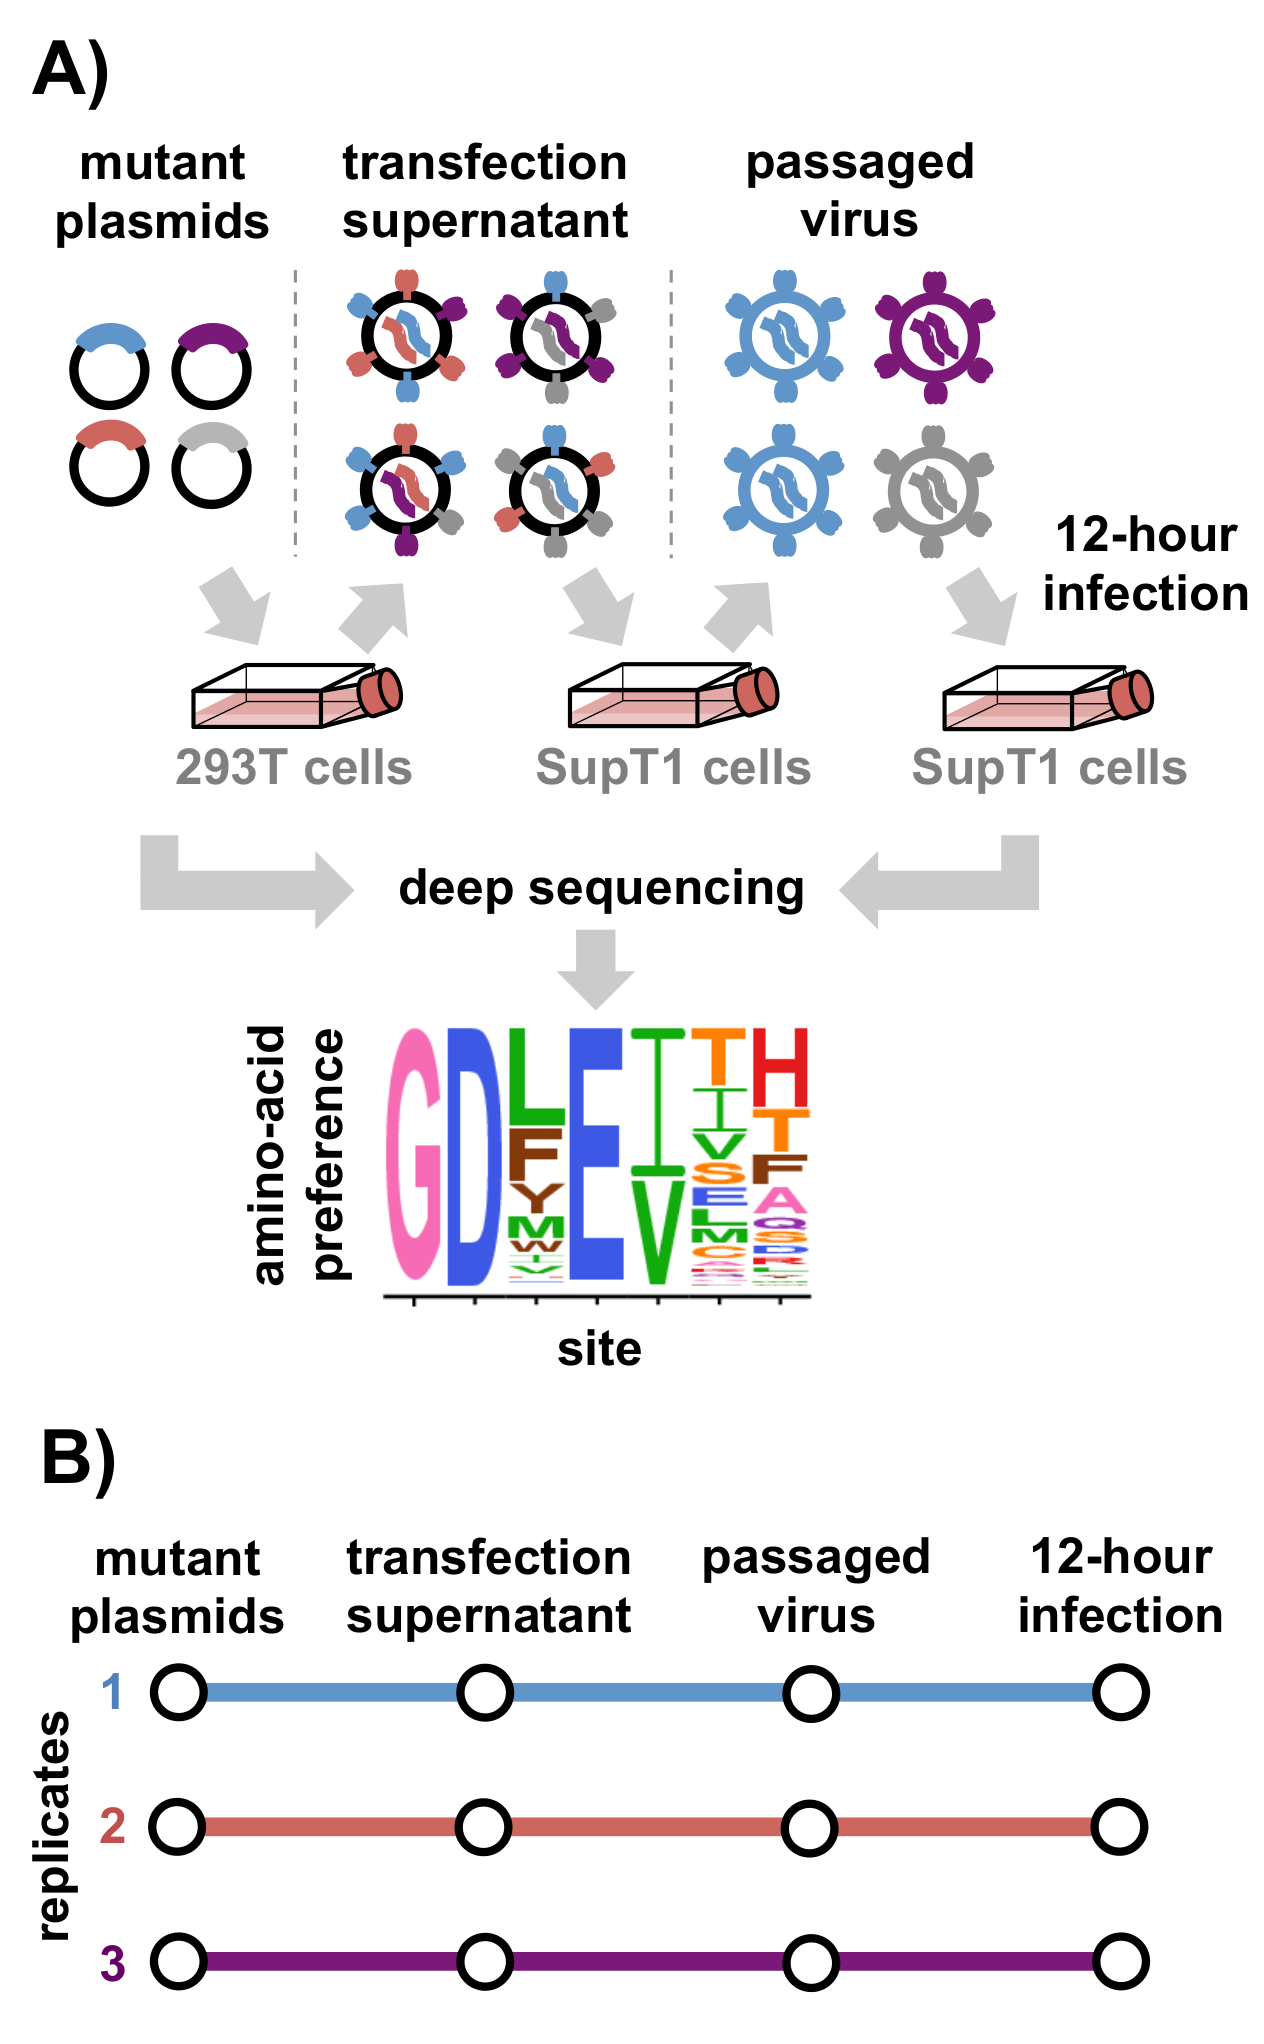 A)
mutant
plasmids
transfection
supernatant
passaged
virus
12-hour
infection
293T cells
SupT1 cells
SupT1 cells
deep sequencing
amino-acid
preference
G D L E I T H
F V I T
Y V F
M S A
W E Q
I L S
V M D
C R
site
B)
mutant
plasmids
transfection
supernatant
passaged
virus
12-hour
infection
replicates
1
2
3